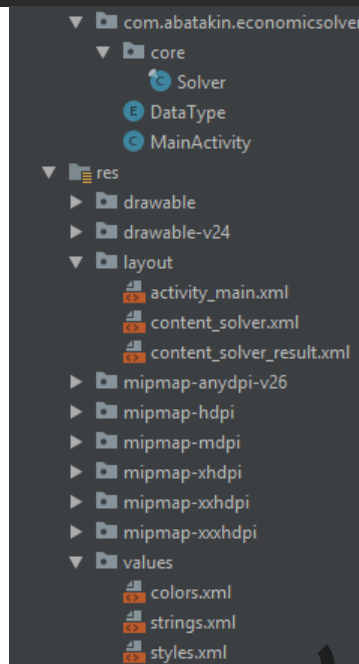 com.abatakin.economicsolver
core
Solver
E DataType
C MainActivity
res
drawable
drawable-v24
layout
activity_main.xml
content_solver.xml
content_solver_result.xml
mipmap-anydpi-v26
mipmap-hdpi
mipmap-mdpi
mipmap-xhdpi
mipmap-xxhdpi
mipmap-xxxhdpi
values
colors.xml
strings.xml
styles.xml